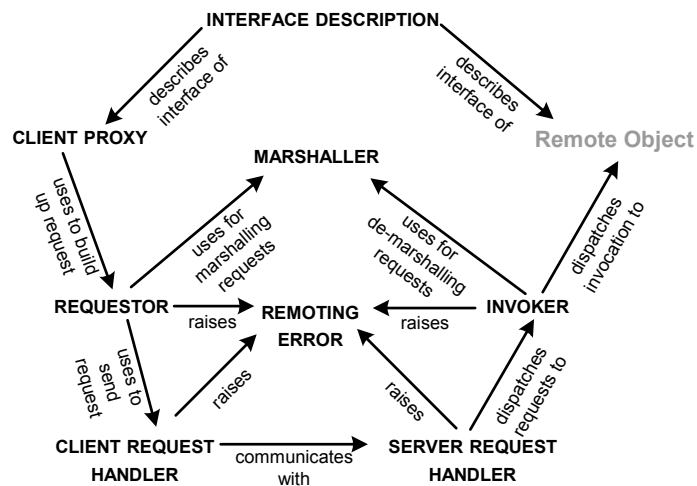 INTERFACE DESCRIPTION
describes
interface of
describes
interface of
CLIENT PROXY
Remote Object
MARSHALLER
uses to build
up request
uses for
marshalling
requests
uses for
de-marshalling
requests
dispatches
invocation to
REQUESTOR
raises
REMOTING
ERROR
raises
INVOKER
uses to
send
request
raises
raises
dispatches
requests to
CLIENT REQUEST
HANDLER
communicates
with
SERVER REQUEST
HANDLER